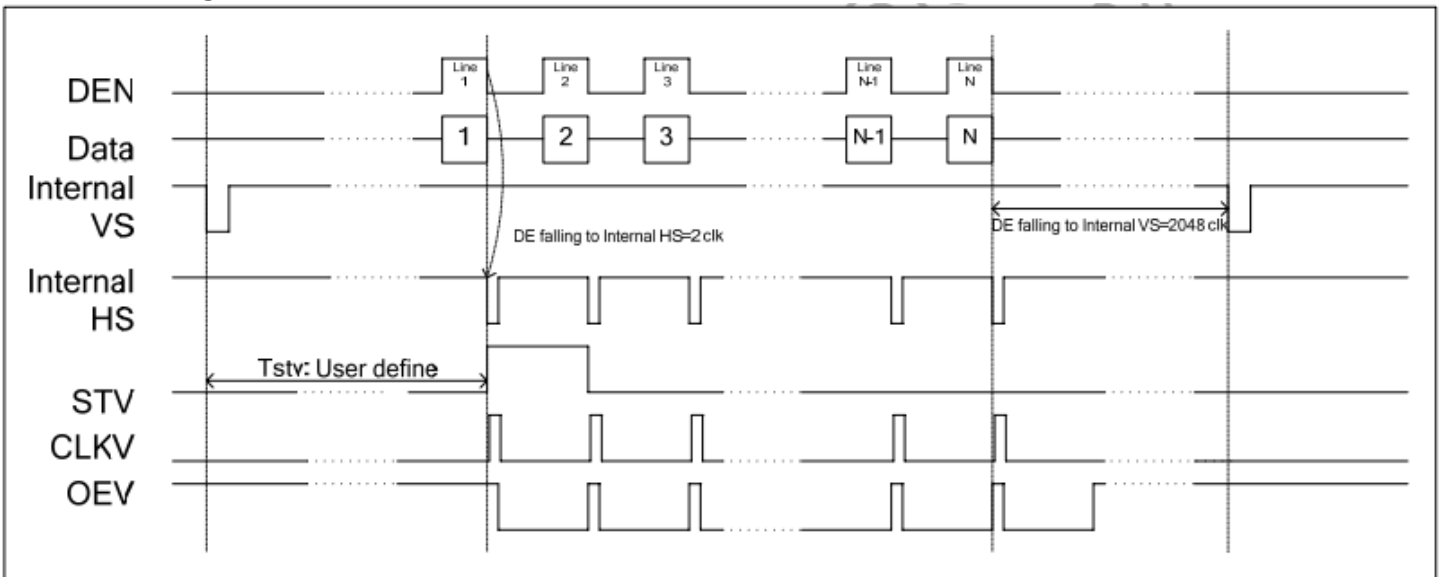 DEN
Line 1
Line 2
Line 3
Line N-1
Line N
Data
1
2
3
N-1
N
Internal
VS
DE falling to Internal HS=2 clk
DE falling to Internal VS=2048 clk
Internal
HS
Tstv: User define
STV
CLKV
OEV